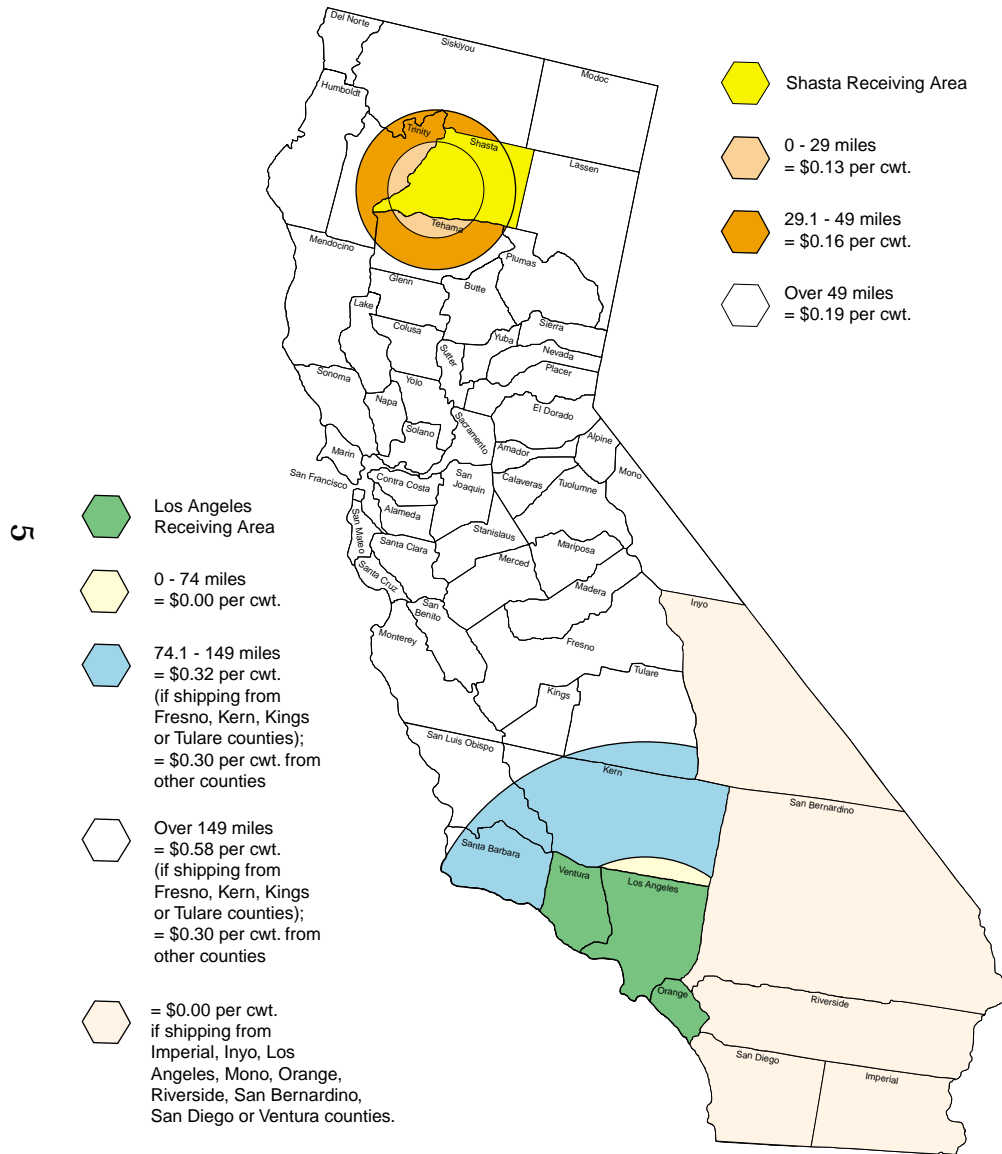 Del Norte
Siskiyou
Modoc
Humboldt
Trinity
Shasta
Lassen
Tehama
Mendocino
Plumas
Glenn
Butte
Lake
Colusa
Sierra
Yuba
Sutter
Nevada
Placer
Sonoma
Yolo
Napa
El Dorado
Solano
Sacramento
Alpine
Marin
Amador
Mono
San Francisco
Contra Costa
San
Joaquin
Calaveras
Tuolumne
Alameda
San Mateo
Stanislaus
Santa Clara
Mariposa
Merced
Santa Cruz
Madera
San
Benito
Inyo
Monterey
Fresno
Tulare
Kings
San Luis Obispo
Kern
San Bernardino
Santa Barbara
Ventura
Los Angeles
Orange
Riverside
San Diego
Imperial
Shasta Receiving Area
0 - 29 miles
= $0.13 per cwt.
29.1 - 49 miles
= $0.16 per cwt.
Over 49 miles
= $0.19 per cwt.
5
Los Angeles
Receiving Area
0 - 74 miles
= $0.00 per cwt.
74.1 - 149 miles
= $0.32 per cwt.
(if shipping from
Fresno, Kern, Kings
or Tulare counties);
= $0.30 per cwt. from
other counties
Over 149 miles
= $0.58 per cwt.
(if shipping from
Fresno, Kern, Kings
or Tulare counties);
= $0.30 per cwt. from
other counties
= $0.00 per cwt.
if shipping from
Imperial, Inyo, Los
Angeles, Mono, Orange,
Riverside, San Bernardino,
San Diego or Ventura counties.